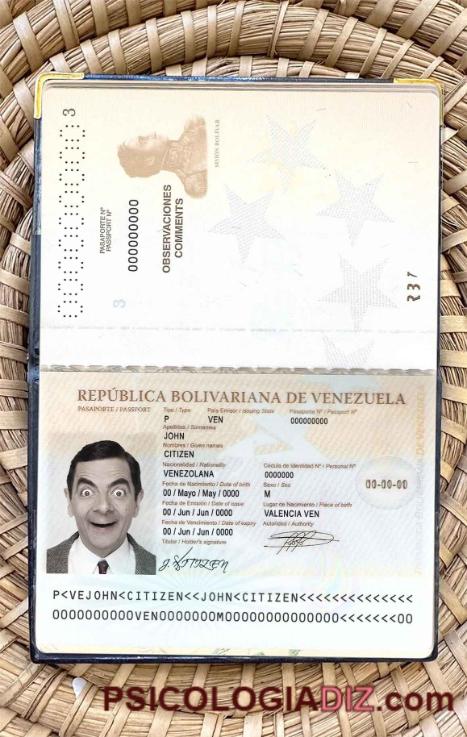 3
PASAPORTE Nº
PASSPORT Nº
000000000
3
OBSERVACIONES
COMMENTS
SIMÓN BOLÍVAR
REPÚBLICA BOLIVARIANA DE VENEZUELA
PASAPORTE / PASSPORT
Tipo / Type País Emisor / Issuing State Pasaporte Nº / Passport Nº
P VEN 000000000
Apellidos / Surnames
JOHN
Nombres / Given names
CITIZEN
Nacionalidad / Nationality Cédula de Identidad Nº / Personal Nº
VENEZOLANA 0000000
Fecha de Nacimiento / Date of birth Sexo / Sex
00 / Mayo / May / 0000 M
00-00-00
Fecha de Emisión / Date of issue Lugar de Nacimiento / Place of birth
00 / Jun / Jun / 0000 VALENCIA VEN
Fecha de Vencimiento / Date of expiry Autoridad / Authority
00 / Jun / Jun / 0000
Titular / Holder's signature
J. CITIZEN
P<VEJOHN<CITIZEN<<JOHN<CITIZEN<<<<<<<<<<<<<<
0000000000VEN0000000M00000000000000<<<<<<<00
PSICOLOGIADIZ.com